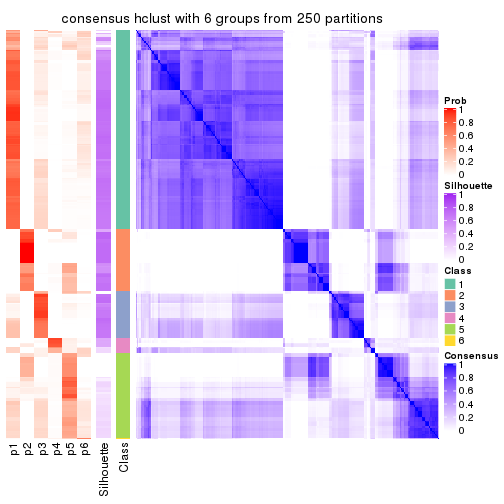 consensus hclust with 6 groups from 250 partitions
Prob
1
0.8
0.6
0.4
0.2
0
Silhouette
1
0.8
0.6
0.4
0.2
0
Class
1
2
3
4
5
6
Consensus
1
0.8
0.6
0.4
0.2
0
p1
p2
p3
p4
p5
p6
Silhouette
Class